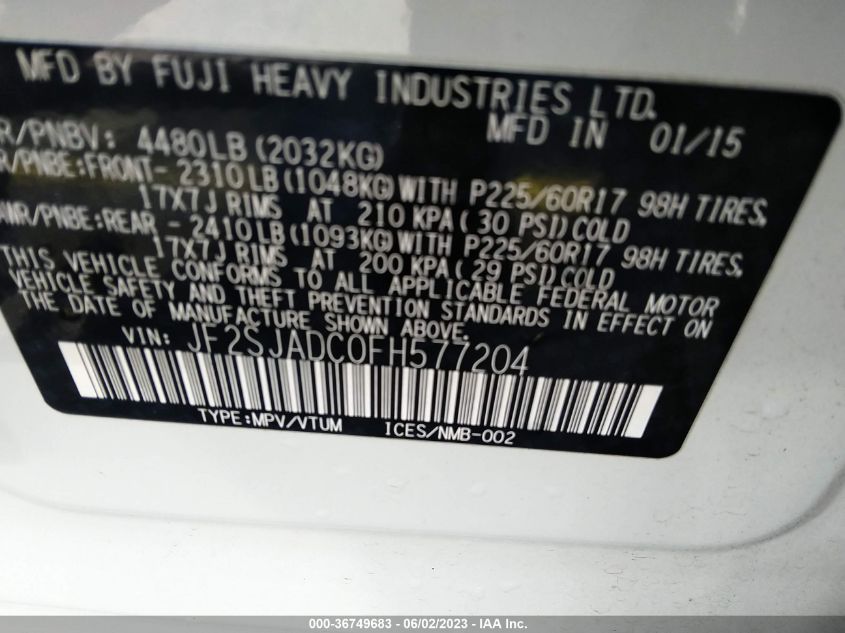 MFD BY FUJI HEAVY INDUSTRIES LTD.
MFD IN 01/15
R/PNBV: 4480LB(2032KG)
R/PNBE:FRONT- 2310LB(1048KG)WITH P225/60R17 98H TIRES.
17X7J RIMS AT 210 KPA( 30 PSI)COLD
AWR/PNBE:REAR - 2410LB(1093KG)WITH P225/60R17 98H TIRES.
17X7J RIMS AT 200 KPA( 29 PSI)COLD
THIS VEHICLE CONFORMS TO ALL APPLICABLE FEDERAL MOTOR
VEHICLE SAFETY AND THEFT PREVENTION STANDARDS IN EFFECT ON
THE DATE OF MANUFACTURE SHOWN ABOVE.
VIN: JF2SJADC0FH577204
TYPE:MPV/VTUM ICES/NMB-002
000-36749683 - 06/02/2023 - IAA Inc.